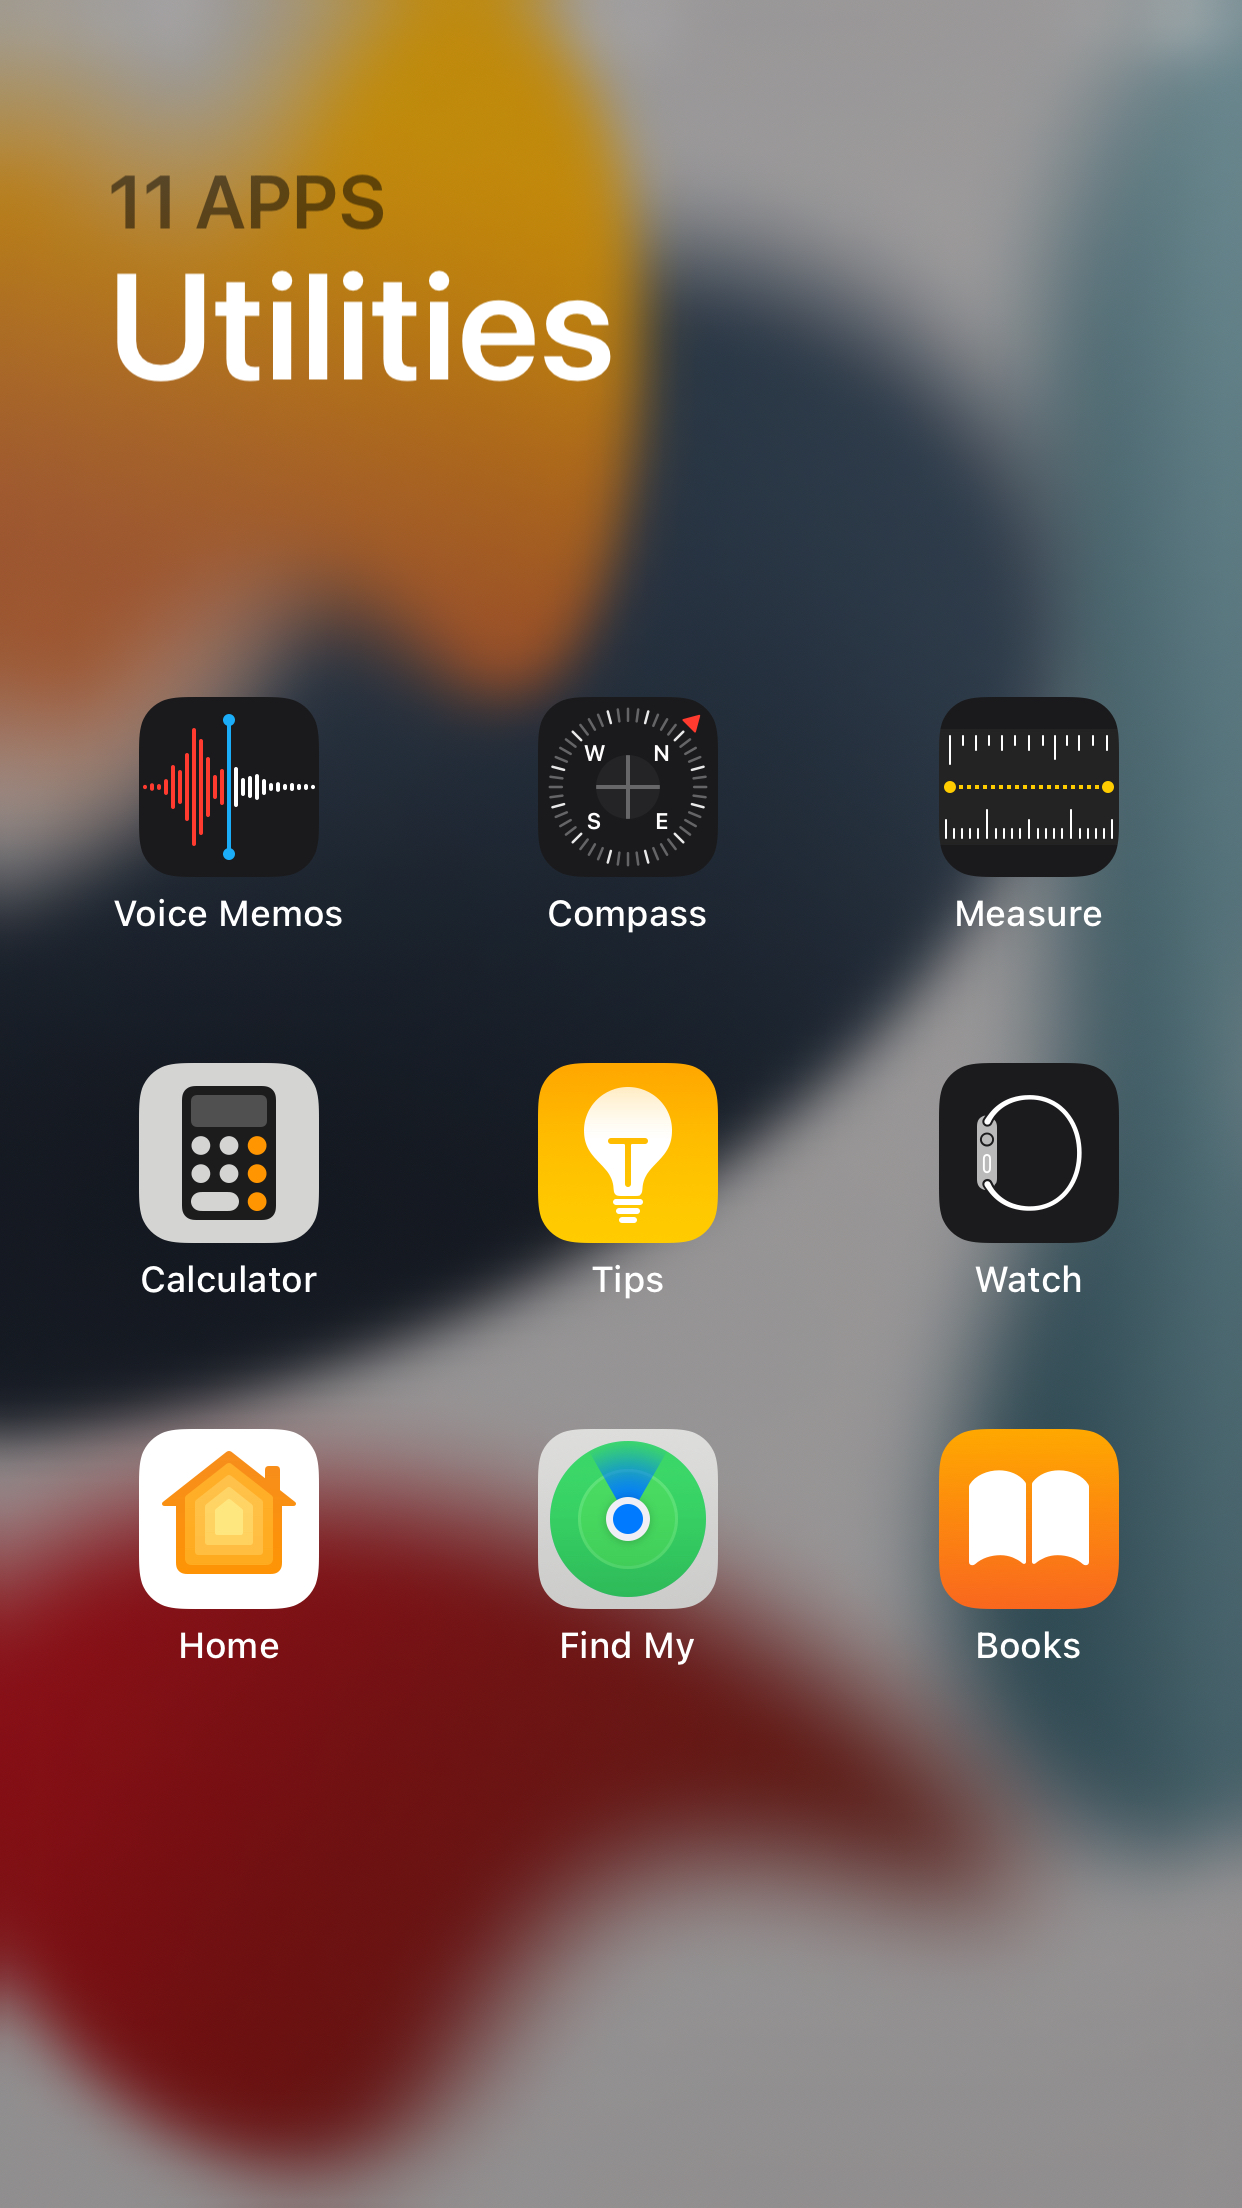 11 APPS
Utilities
W N
S E
Voice Memos Compass Measure
Calculator Tips Watch
Home Find My Books